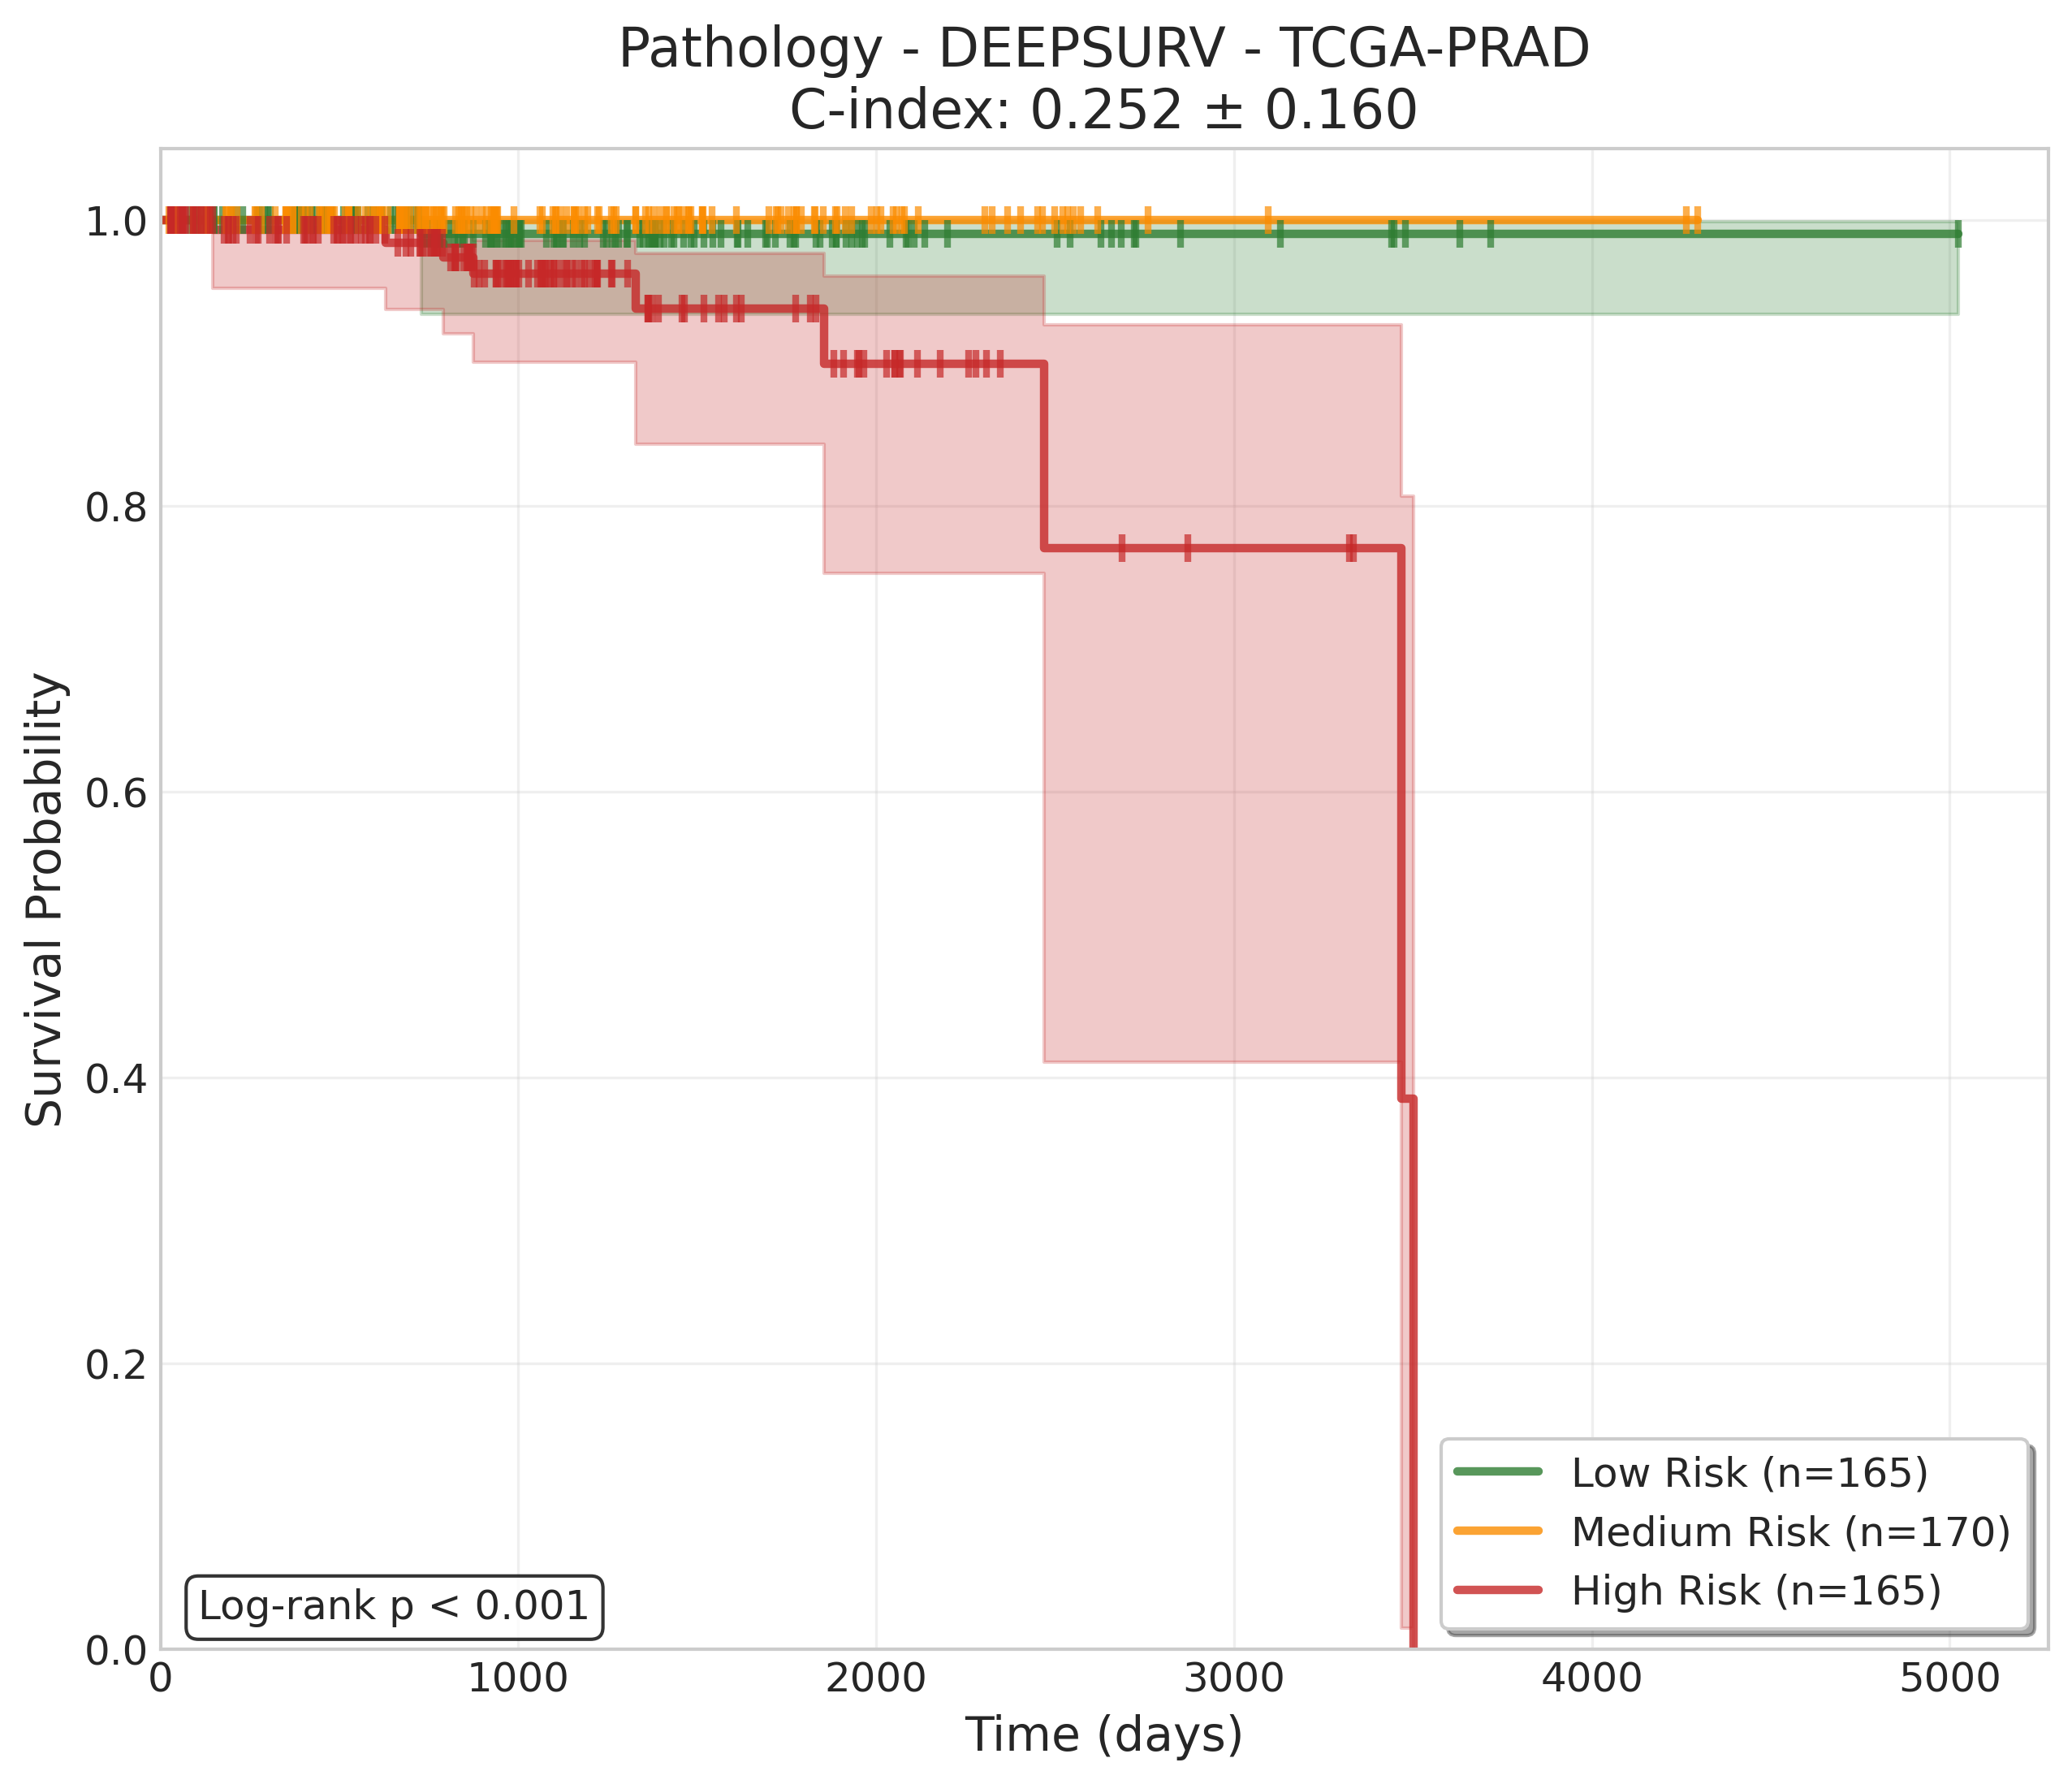 Pathology - DEEPSURV - TCGA-PRAD
C-index: 0.252 ± 0.160
Survival Probability
1.0
0.8
0.6
0.4
0.2
0.0
0 1000 2000 3000 4000 5000
Time (days)
Log-rank p < 0.001
Low Risk (n=165)
Medium Risk (n=170)
High Risk (n=165)